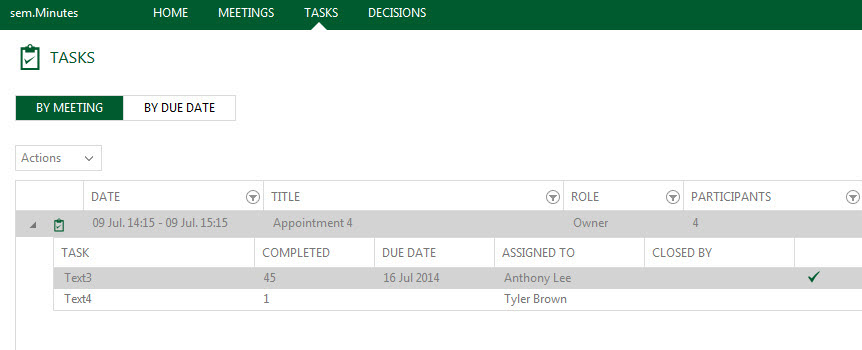 sem.Minutes HOME MEETINGS TASKS DECISIONS
TASKS
BY MEETING BY DUE DATE
Actions
DATE TITLE ROLE PARTICIPANTS
09 Jul. 14:15 - 09 Jul. 15:15 Appointment 4 Owner 4
TASK COMPLETED DUE DATE ASSIGNED TO CLOSED BY
Text3 45 16 Jul 2014 Anthony Lee
Text4 1 Tyler Brown